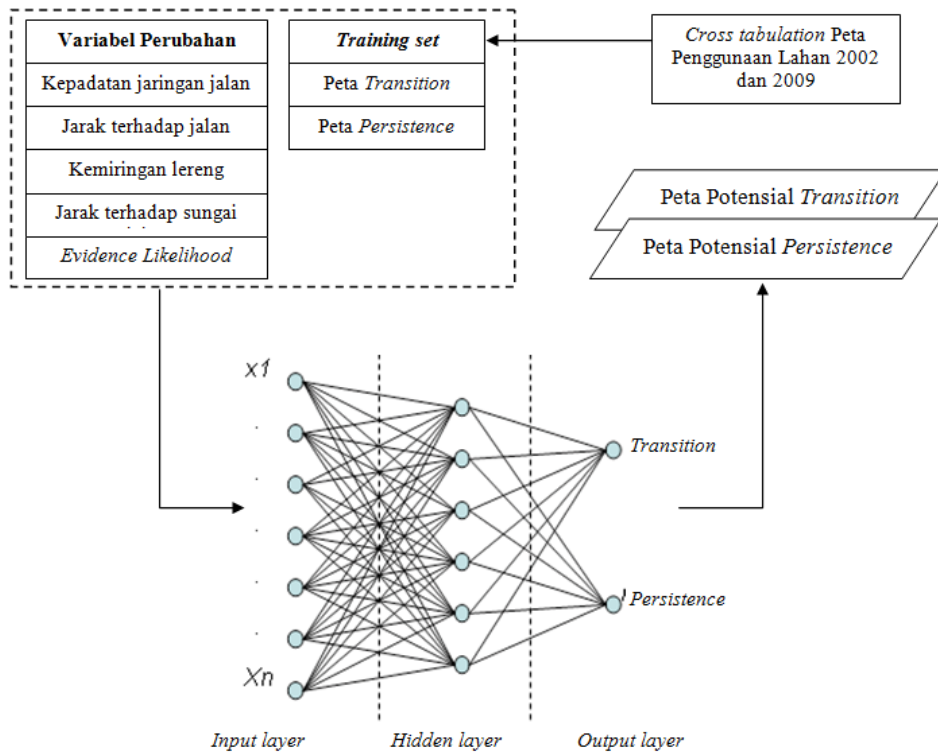 Variabel Perubahan
Kepadatan jaringan jalan
Jarak terhadap jalan
Kemiringan lereng
Jarak terhadap sungai
Evidence Likelihood
Training set
Peta Transition
Peta Persistence
Cross tabulation Peta
Penggunaan Lahan 2002
dan 2009
Peta Potensial Transition
Peta Potensial Persistence
X1
Xn
Transition
Persistence
Input layer
Hidden layer
Output layer